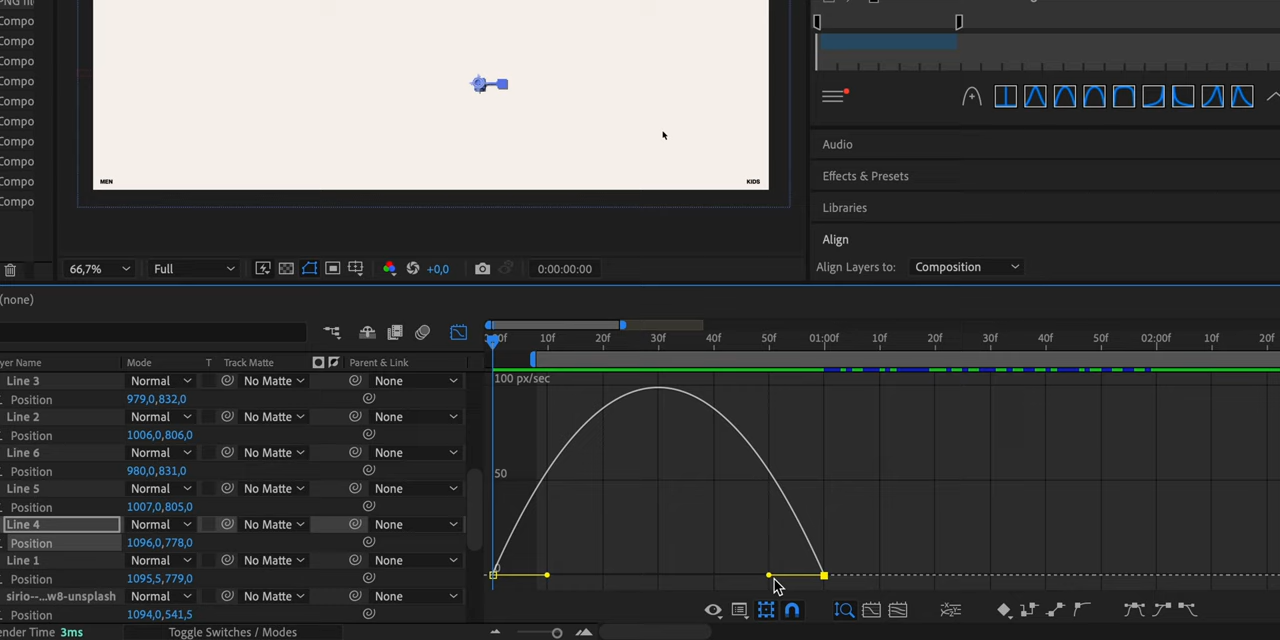 PNG fil
Compo
Compo
Compo
Compo
Compo
Compo
Compo
Compo
Compo
Compo
MEN
KIDS
Audio
Effects & Presets
Libraries
Align
Align Layers to: Composition
66,7% Full +0,0 0:00:00:00
(none)
ayer Name Mode T Track Matte Parent & Link
:00f 10f 20f 30f 40f 50f 01:00f 10f 20f 30f 40f 50f 02:00f 10f 20f
100 px/sec
50
0
Line 3 Normal No Matte None
Position 979,0,832,0
Line 2 Normal No Matte None
Position 1006,0,806,0
Line 6 Normal No Matte None
Position 980,0,831,0
Line 5 Normal No Matte None
Position 1007,0,805,0
Line 4 Normal No Matte None
Position 1096,0,778,0
Line 1 Normal No Matte None
Position 1095,5,779,0
sirio--...w8-unsplash Normal No Matte None
Position 1094,0,541,5
ender Time 3ms Toggle Switches / Modes